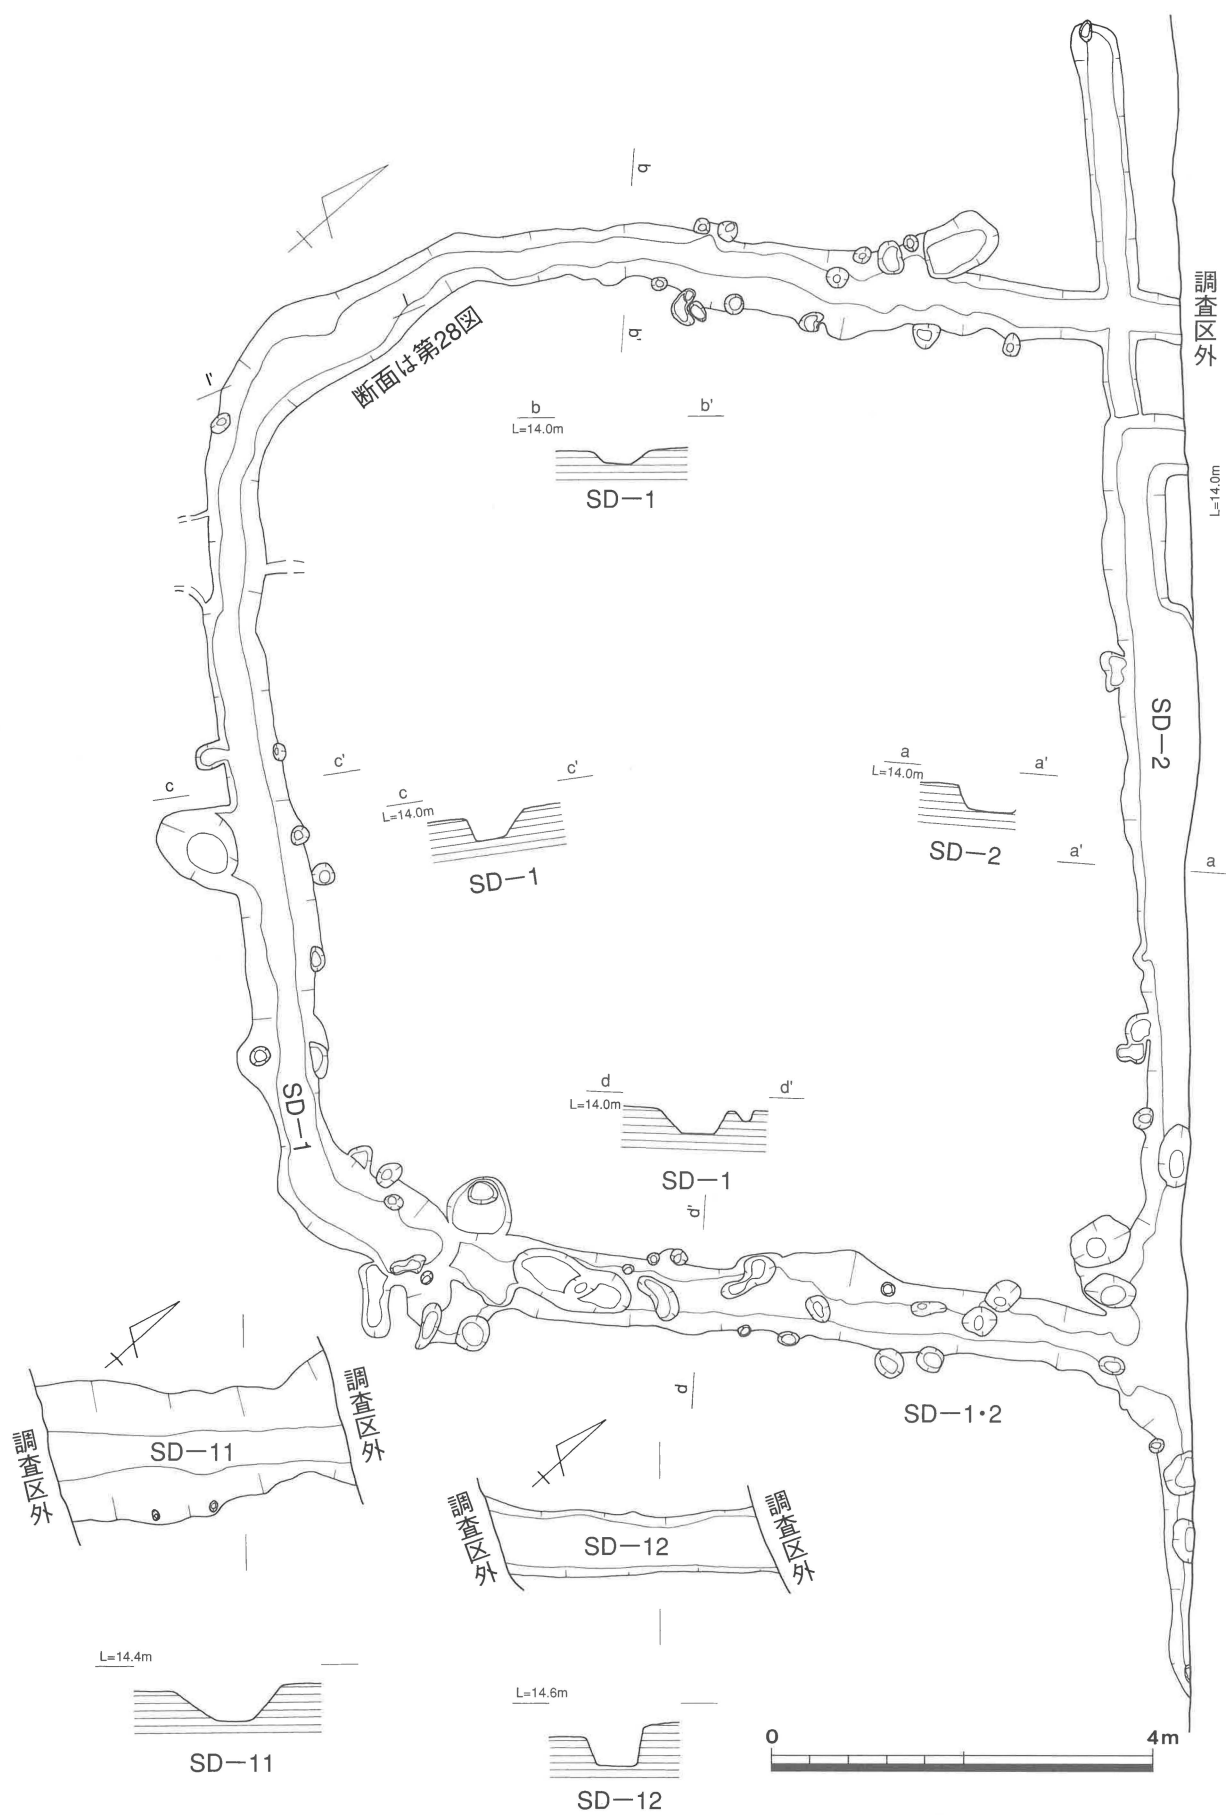 b
調査区外
b'
断面は第28図
l
l'
b
b'
L=14.0m
SD－1
L=14.0m
SD－2
c
c'
c
c'
L=14.0m
SD－1
a
a'
L=14.0m
SD－2
a'
a
SD－1
d
d'
L=14.0m
SD－1
d'
d
SD－1・2
調査区外
SD－11
調査区外
調査区外
SD－12
調査区外
L=14.4m
SD－11
L=14.6m
SD－12
0
4m